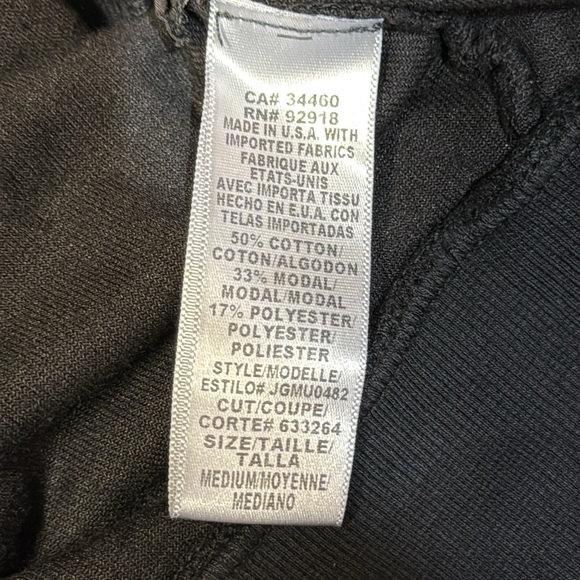 CA# 34460
RN# 92918
MADE IN U.S.A. WITH
IMPORTED FABRICS
FABRIQUE AUX
ETATS-UNIS
AVEC IMPORTA TISSU
HECHO EN E.U.A. CON
TELAS IMPORTADAS
50% COTTON/
COTON/ALGODON
33% MODAL/
MODAL/MODAL
17% POLYESTER/
POLYESTER/
POLIESTER
STYLE/MODELLE/
ESTILO# JGMU0482
CUT/COUPE/
CORTE# 633264
SIZE/TAILLE/
TALLA
MEDIUM/MOYENNE/
MEDIANO